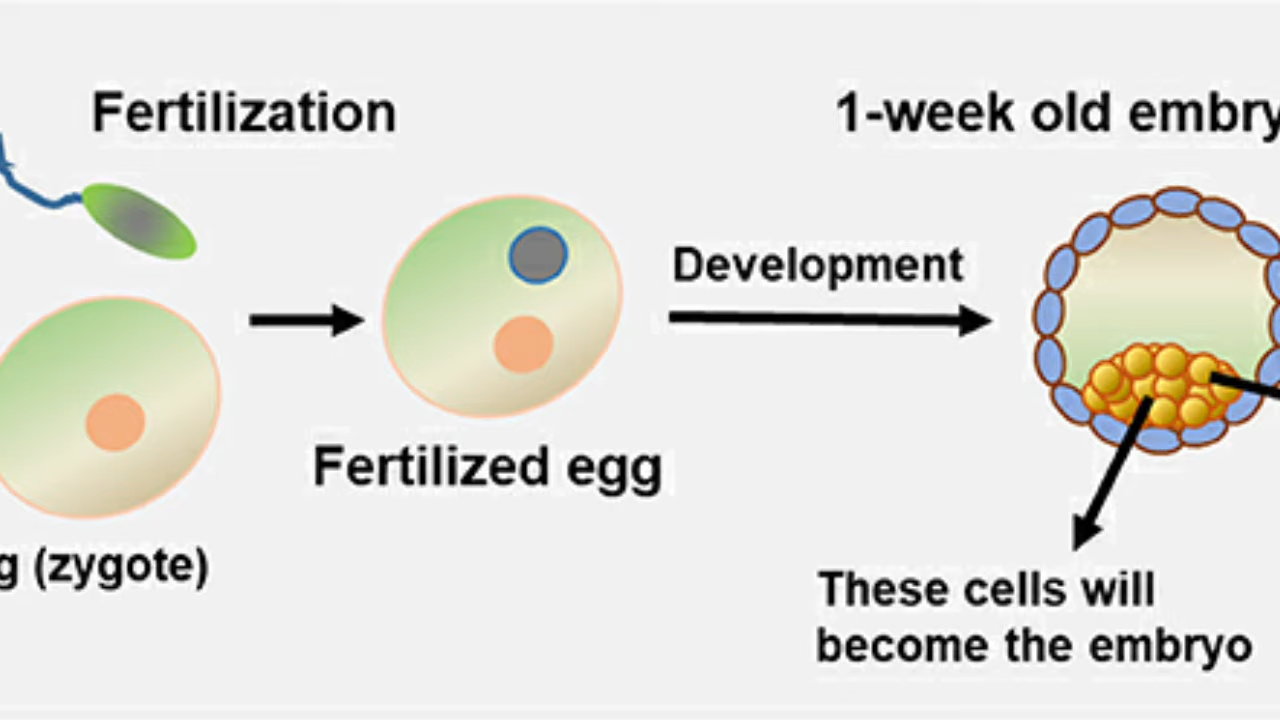 Fertilization
1-week old embry
Development
Fertilized egg
g (zygote)
These cells will
become the embryo